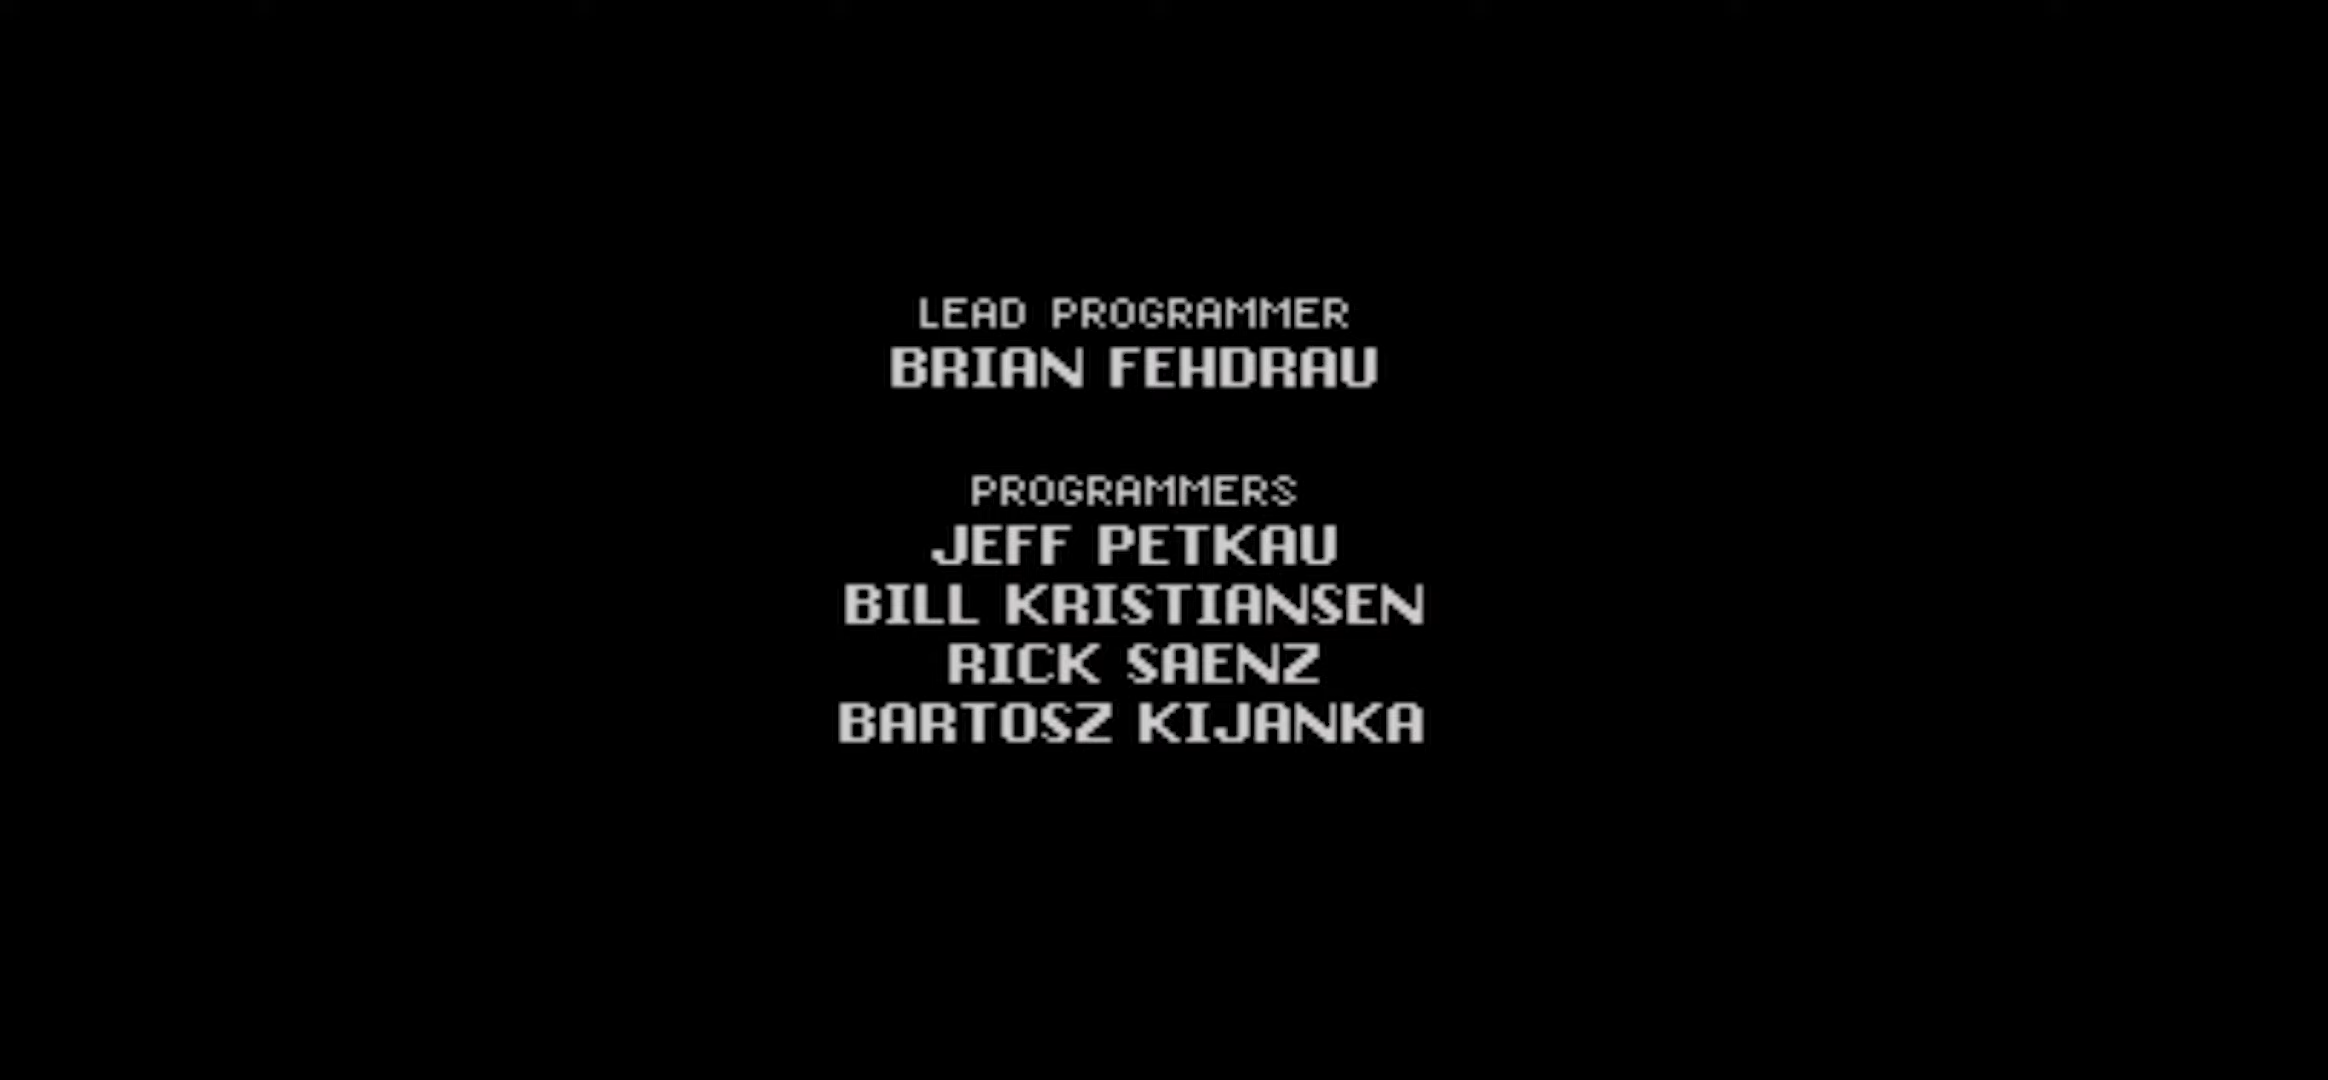 LEAD PROGRAMMER
BRIAN FEHDRAU
PROGRAMMERS
JEFF PETKAU
BILL KRISTIANSEN
RICK SAENZ
BARTOSZ KIJANKA